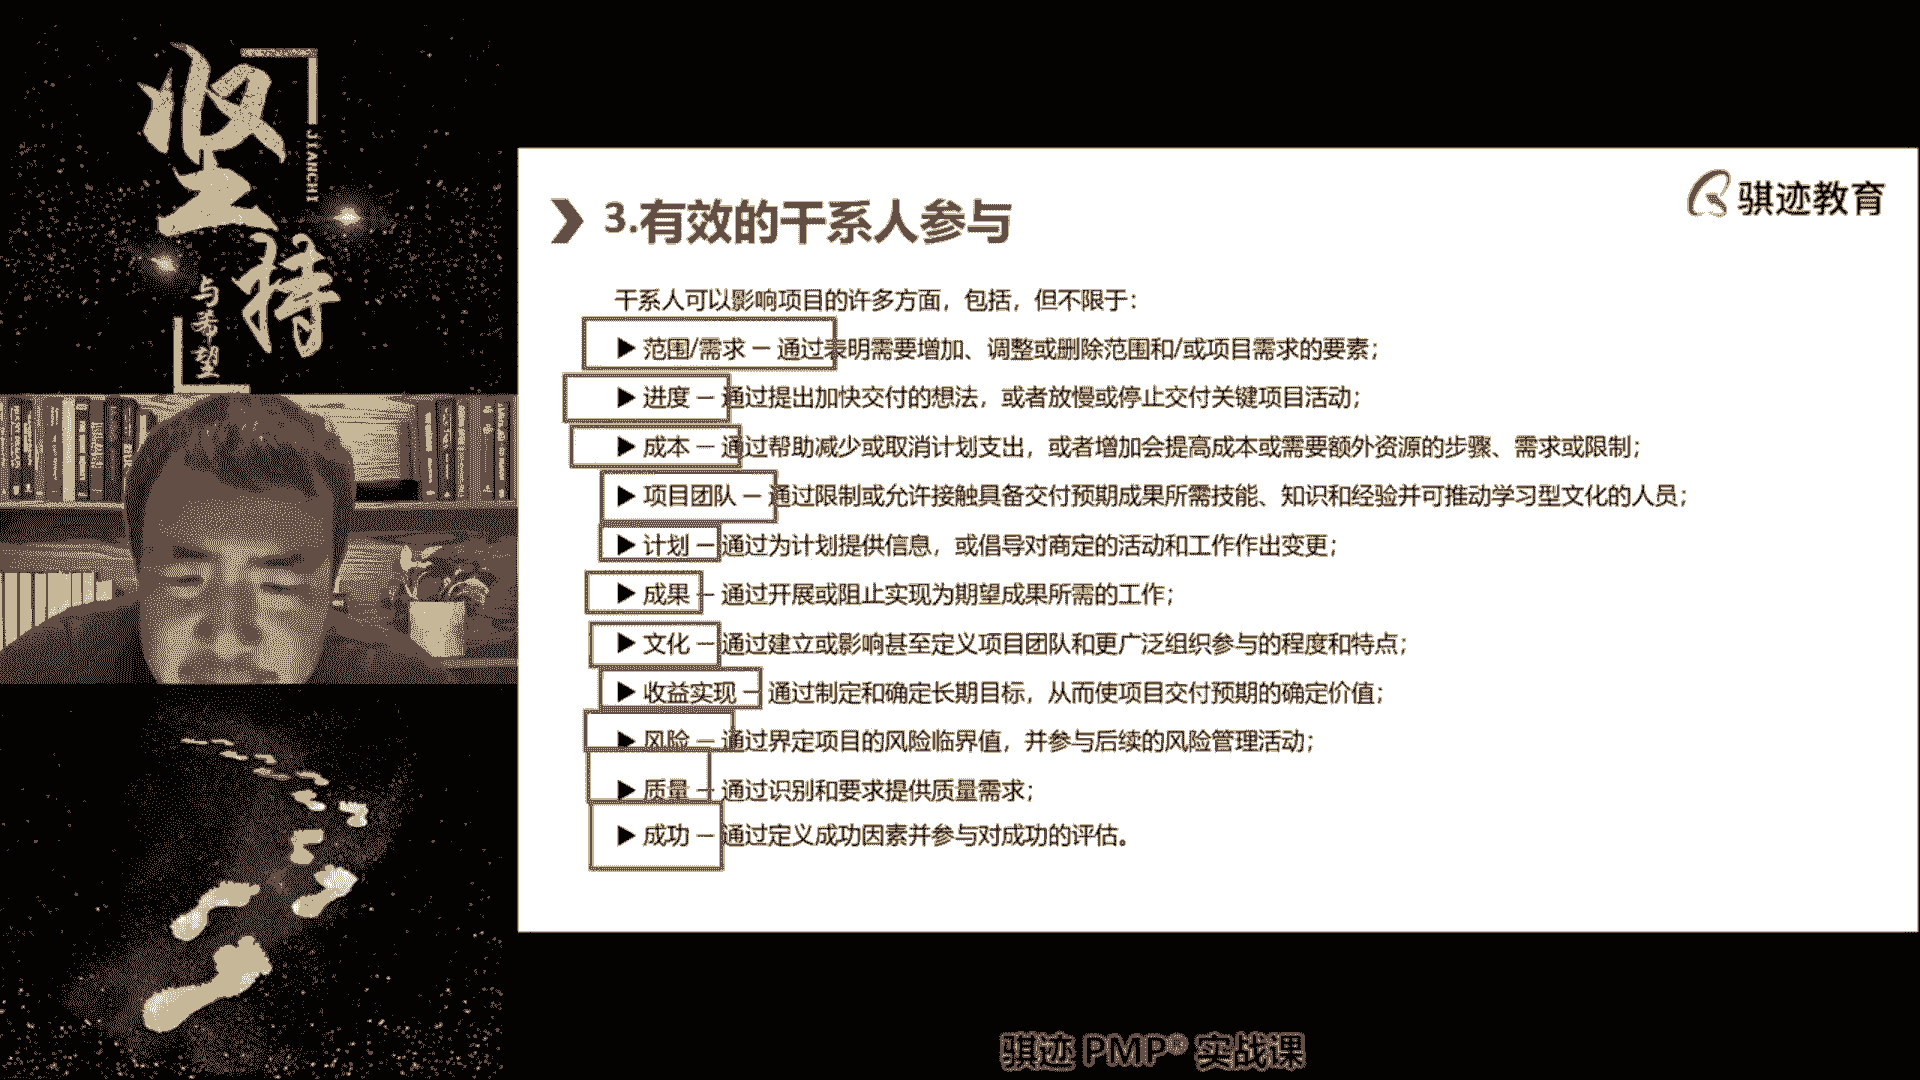 坚持
JIANCHI
与希望
骐迹教育
3.有效的干系人参与
干系人可以影响项目的许多方面，包括，但不限于：
▶ 范围/需求 — 通过表明需要增加、调整或删除范围和/或项目需求的要素；
▶ 进度 — 通过提出加快交付的想法，或者放慢或停止交付关键项目活动；
▶ 成本 — 通过帮助减少或取消计划支出，或者增加会提高成本或需要额外资源的步骤、需求或限制；
▶ 项目团队 — 通过限制或允许接触具备交付预期成果所需技能、知识和经验并可推动学习型文化的人员；
▶ 计划 — 通过为计划提供信息，或倡导对商定的活动和工作作出变更；
▶ 成果 — 通过开展或阻止实现为期望成果所需的工作；
▶ 文化 — 通过建立或影响甚至定义项目团队和更广泛组织参与的程度和特点；
▶ 收益实现 — 通过制定和确定长期目标，从而使项目交付预期的确定价值；
▶ 风险 — 通过界定项目的风险临界值，并参与后续的风险管理活动；
▶ 质量 — 通过识别和要求提供质量需求；
▶ 成功 — 通过定义成功因素并参与对成功的评估。
骐迹 PMP® 实战课